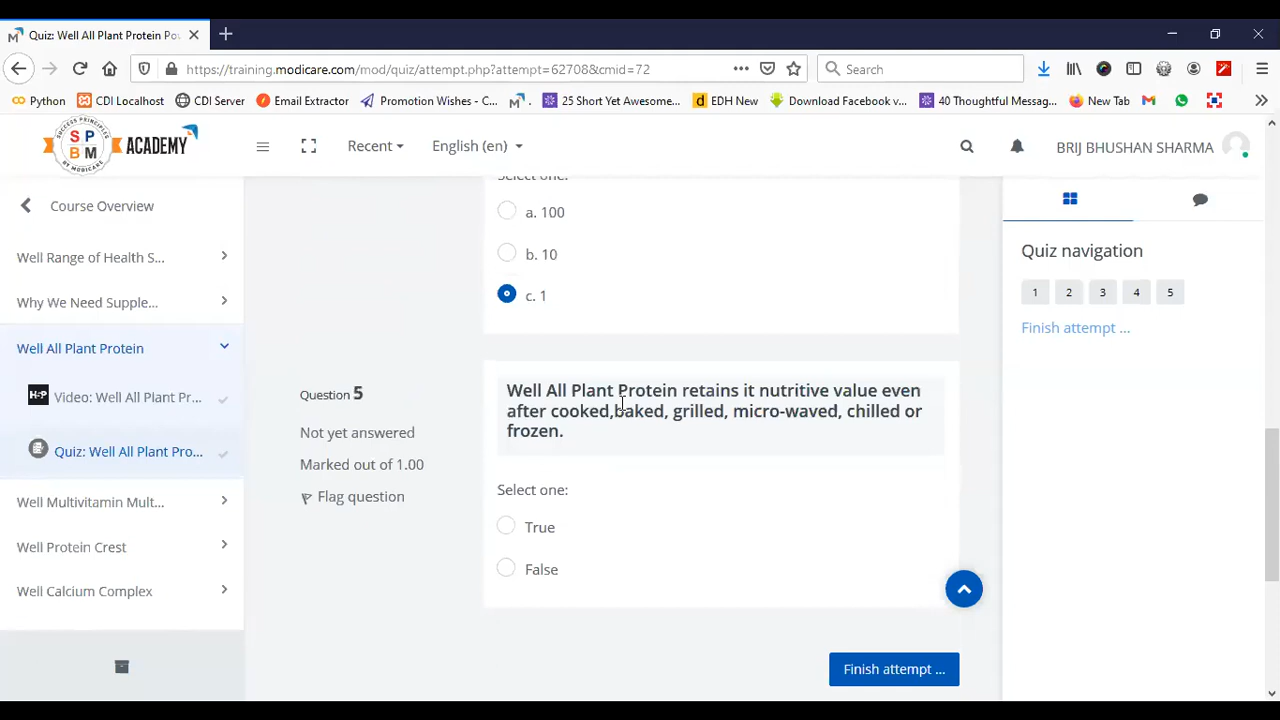 Quiz: Well All Plant Protein Po
https://training.modicare.com/mod/quiz/attempt.php?attempt=62708&cmid=72
Search
Python
CDI Localhost
CDI Server
Email Extractor
Promotion Wishes - C...
25 Short Yet Awesome...
EDH New
Download Facebook v...
40 Thoughtful Messag...
New Tab
SUCCESS PRINCIPLES
S P
B M
BY MODICARE
ACADEMY
Recent
English (en)
BRIJ BHUSHAN SHARMA
Course Overview
Well Range of Health S...
Why We Need Supple...
Well All Plant Protein
H5P
Video: Well All Plant Pr...
Quiz: Well All Plant Pro...
Well Multivitamin Mult...
Well Protein Crest
Well Calcium Complex
Select one:
a. 100
b. 10
c. 1
Question 5
Not yet answered
Marked out of 1.00
Flag question
Well All Plant Protein retains it nutritive value even
after cooked,baked, grilled, micro-waved, chilled or
frozen.
Select one:
True
False
Finish attempt ...
Quiz navigation
1 2 3 4 5
Finish attempt ...